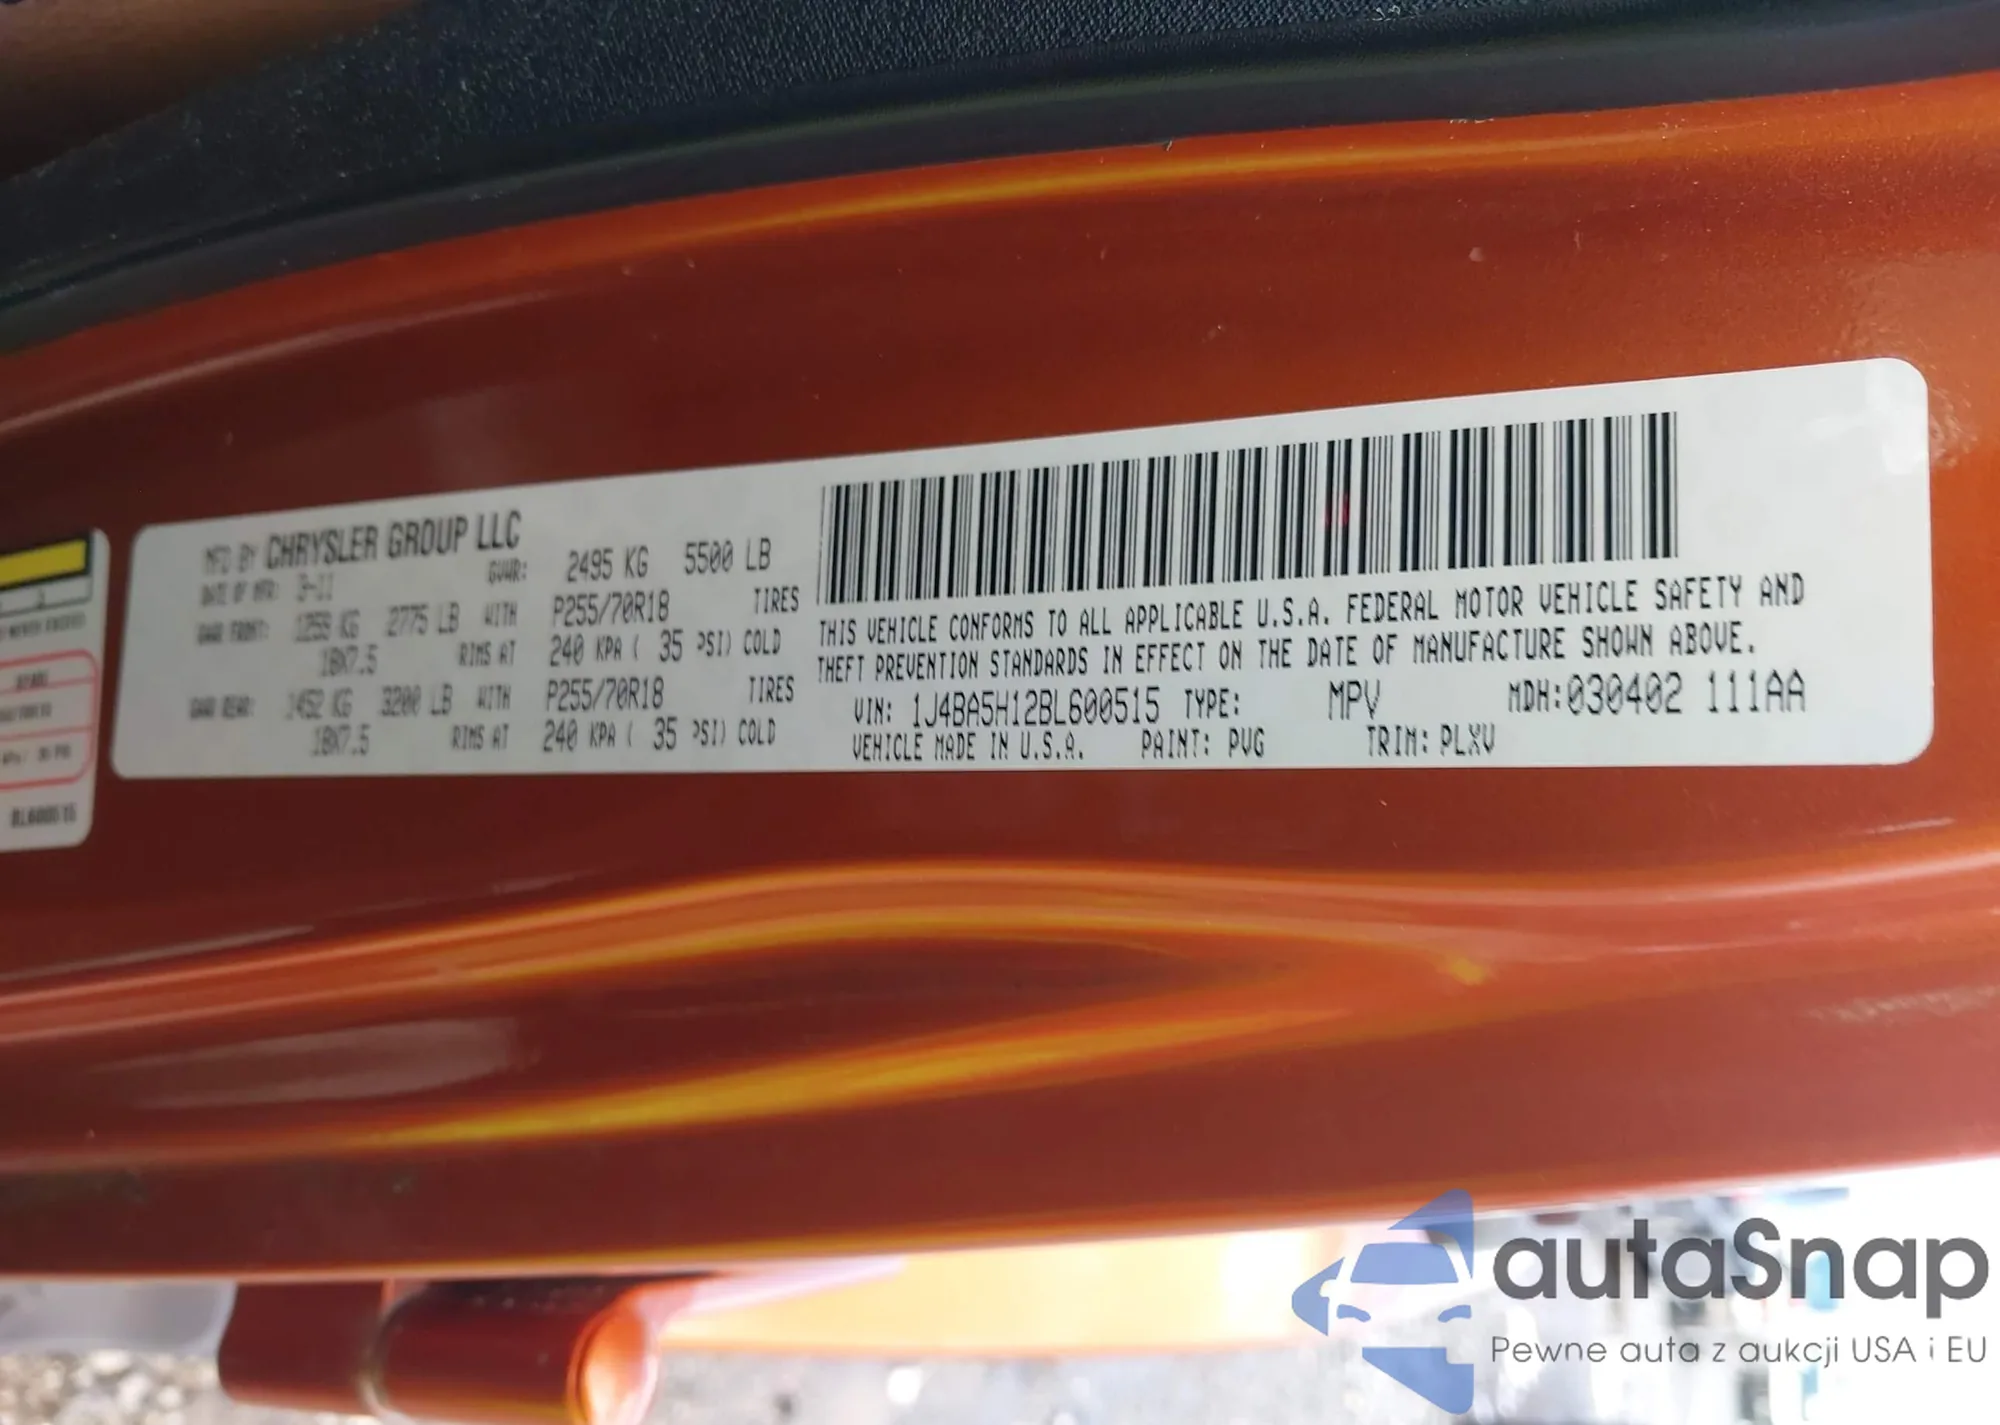 MFD BY CHRYSLER GROUP LLC
DATE OF MFR: 3-11 GVWR: 2495 KG 5500 LB
GAWR FRONT: 1259 KG 2775 LB WITH P255/70R18 TIRES
18X7.5 RIMS AT 240 KPA ( 35 PSI) COLD
GAWR REAR: 1452 KG 3200 LB WITH P255/70R18 TIRES
18X7.5 RIMS AT 240 KPA ( 35 PSI) COLD
THIS VEHICLE CONFORMS TO ALL APPLICABLE U.S.A. FEDERAL MOTOR VEHICLE SAFETY AND
THEFT PREVENTION STANDARDS IN EFFECT ON THE DATE OF MANUFACTURE SHOWN ABOVE.
VIN: 1J4BA5H12BL600515 TYPE: MPV MDH:030402 111AA
VEHICLE MADE IN U.S.A. PAINT: PVG TRIM: PLXV
BL600515
autaSnap
Pewne auta z aukcji USA i EU